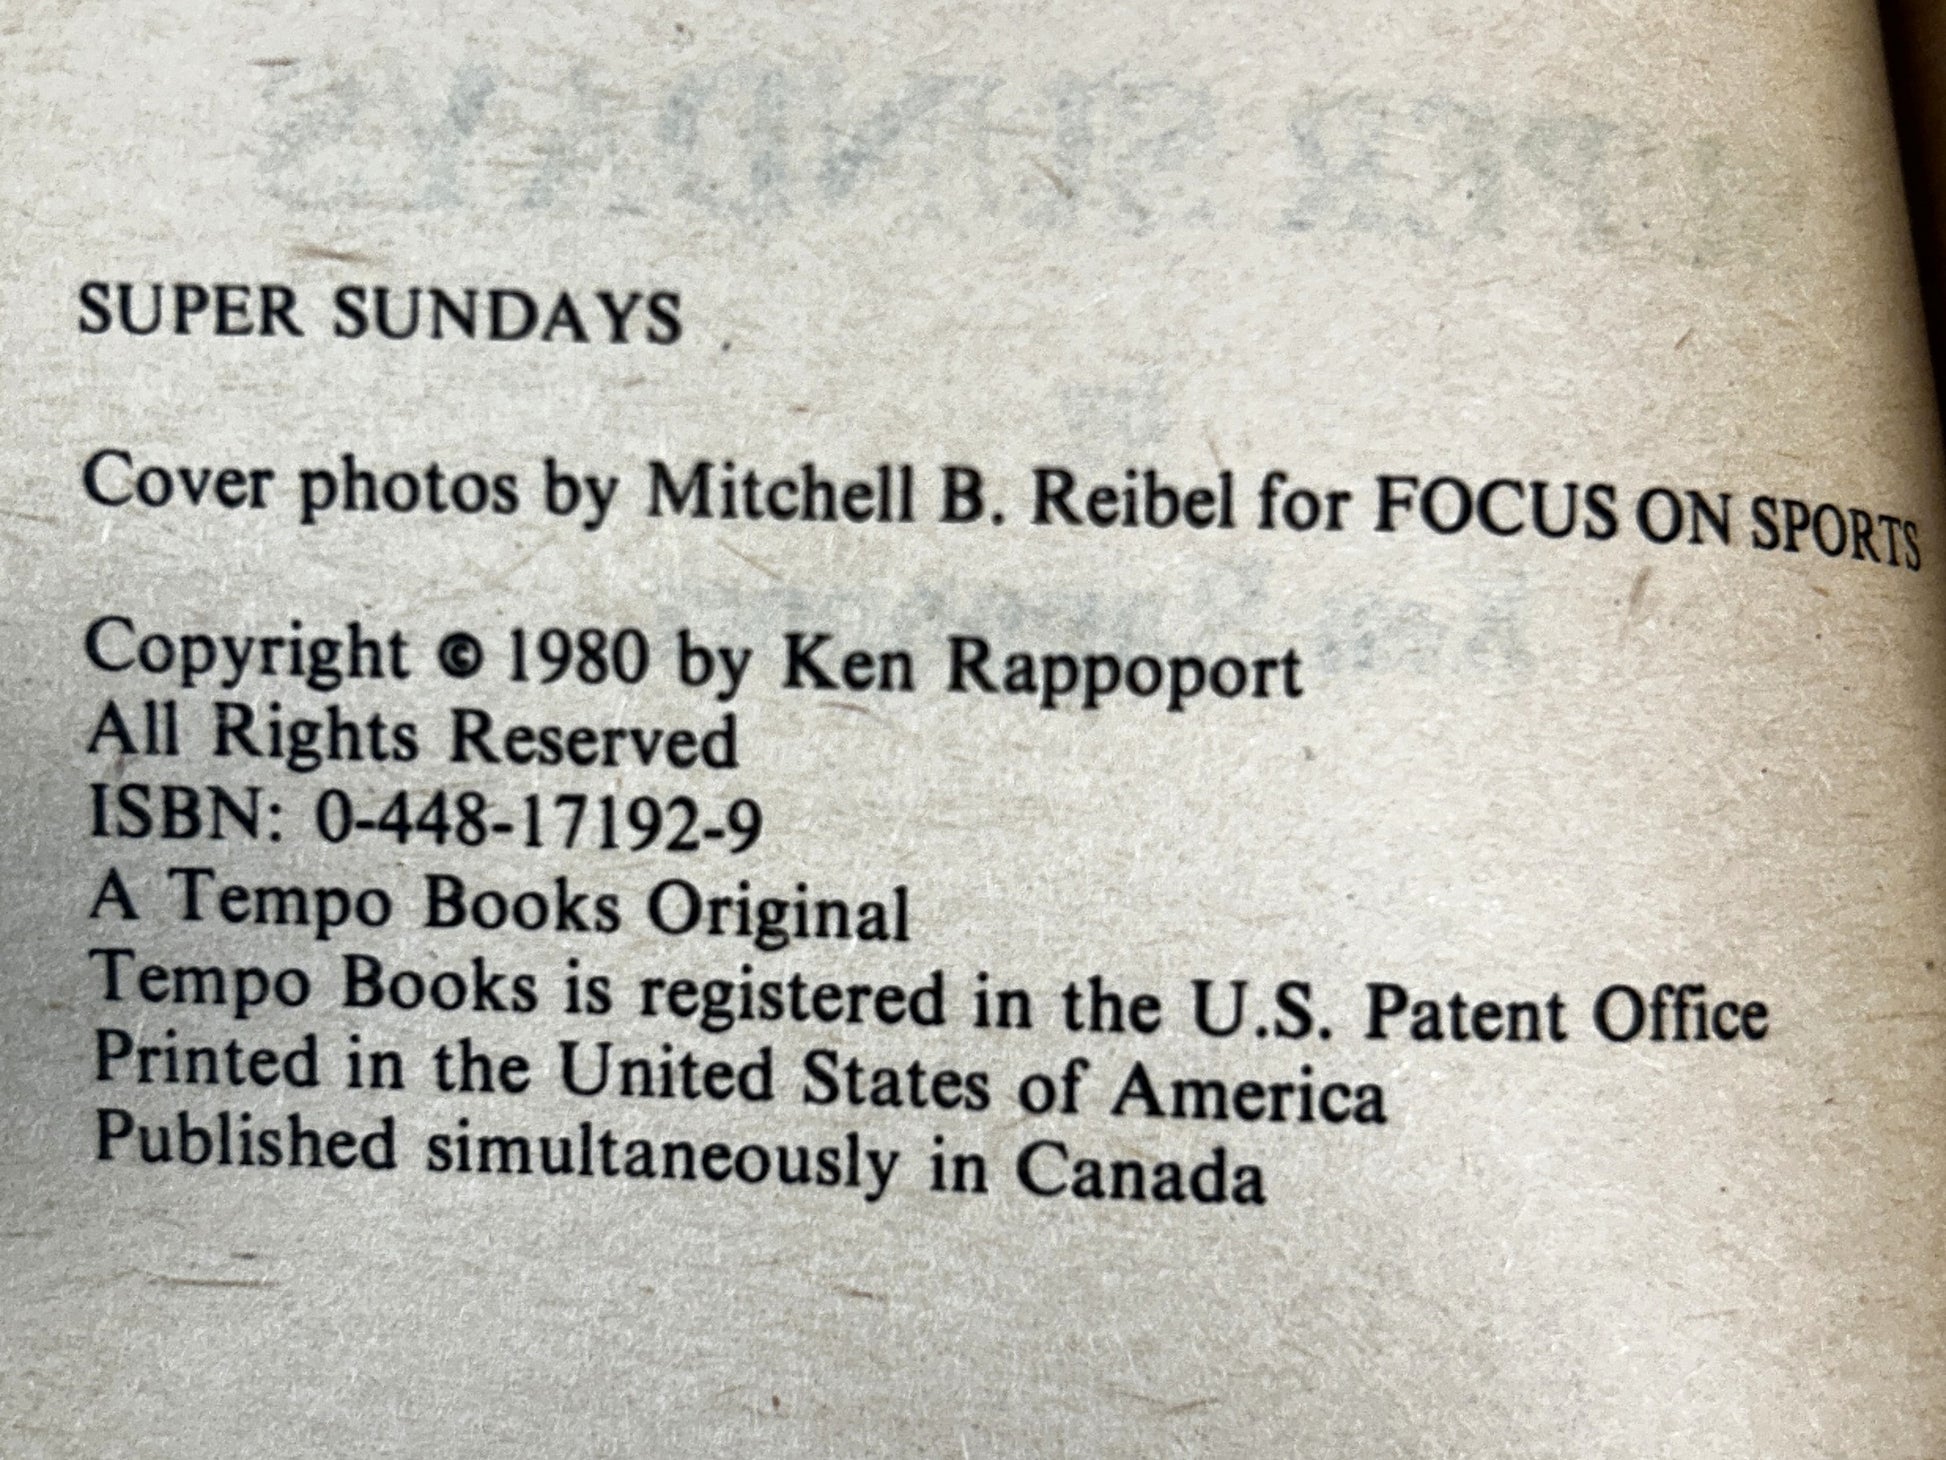 SUPER SUNDAYS
Cover photos by Mitchell B. Reibel for FOCUS ON SPORTS
Copyright © 1980 by Ken Rappoport
All Rights Reserved
ISBN: 0-448-17192-9
A Tempo Books Original
Tempo Books is registered in the U.S. Patent Office
Printed in the United States of America
Published simultaneously in Canada